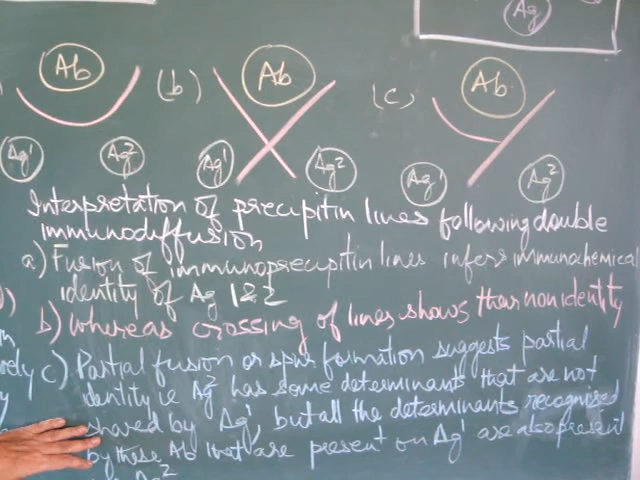 Ag
Ab
(b)
Ab
(c)
Ab
Ag1
Ag2
Ag1
Ag2
Ag1
Ag2
Interpretation of precipitin lines following double
immunodiffusion
a) Fusion of immunoprecipitin lines infers immunochemical
identity of Ag 1&2
b) whereas crossing of lines shows their non identity
c) Partial fusion or spur formation suggests partial
identity ie Ag2 has some determinants that are not
shared by Ag1, but all the determinants recognised
by these Ab that are present on Ag1 are also present
Ag2